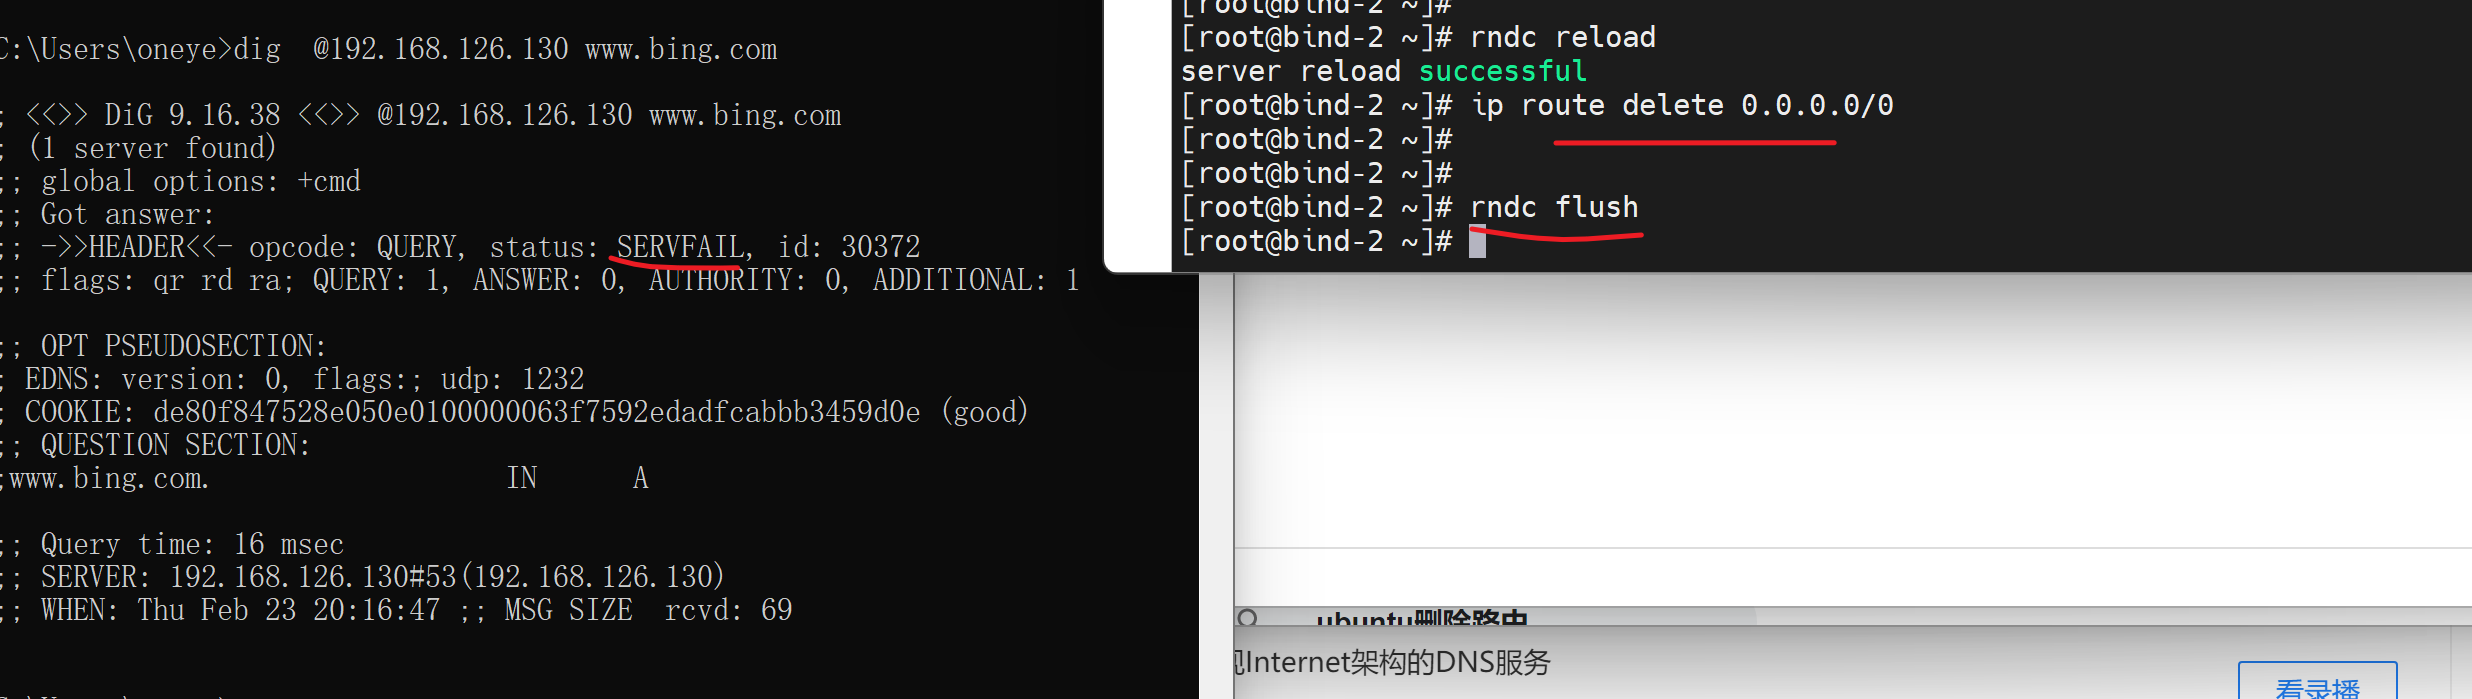 C:\Users\oneye>dig  @192.168.126.130 www.bing.com
; <<>> DiG 9.16.38 <<>> @192.168.126.130 www.bing.com
; (1 server found)
;; global options: +cmd
;; Got answer:
;; ->>HEADER<<- opcode: QUERY, status: SERVFAIL, id: 30372
;; flags: qr rd ra; QUERY: 1, ANSWER: 0, AUTHORITY: 0, ADDITIONAL: 1
;; OPT PSEUDOSECTION:
; EDNS: version: 0, flags:; udp: 1232
; COOKIE: de80f847528e050e0100000063f7592edadfcabbb3459d0e (good)
;; QUESTION SECTION:
;www.bing.com. IN A
;; Query time: 16 msec
;; SERVER: 192.168.126.130#53(192.168.126.130)
;; WHEN: Thu Feb 23 20:16:47 ;; MSG SIZE  rcvd: 69
[root@bind-2 ~]#
[root@bind-2 ~]# rndc reload
server reload successful
[root@bind-2 ~]# ip route delete 0.0.0.0/0
[root@bind-2 ~]#
[root@bind-2 ~]#
[root@bind-2 ~]# rndc flush
[root@bind-2 ~]#
ubuntu删除路由
现Internet架构的DNS服务
看录播